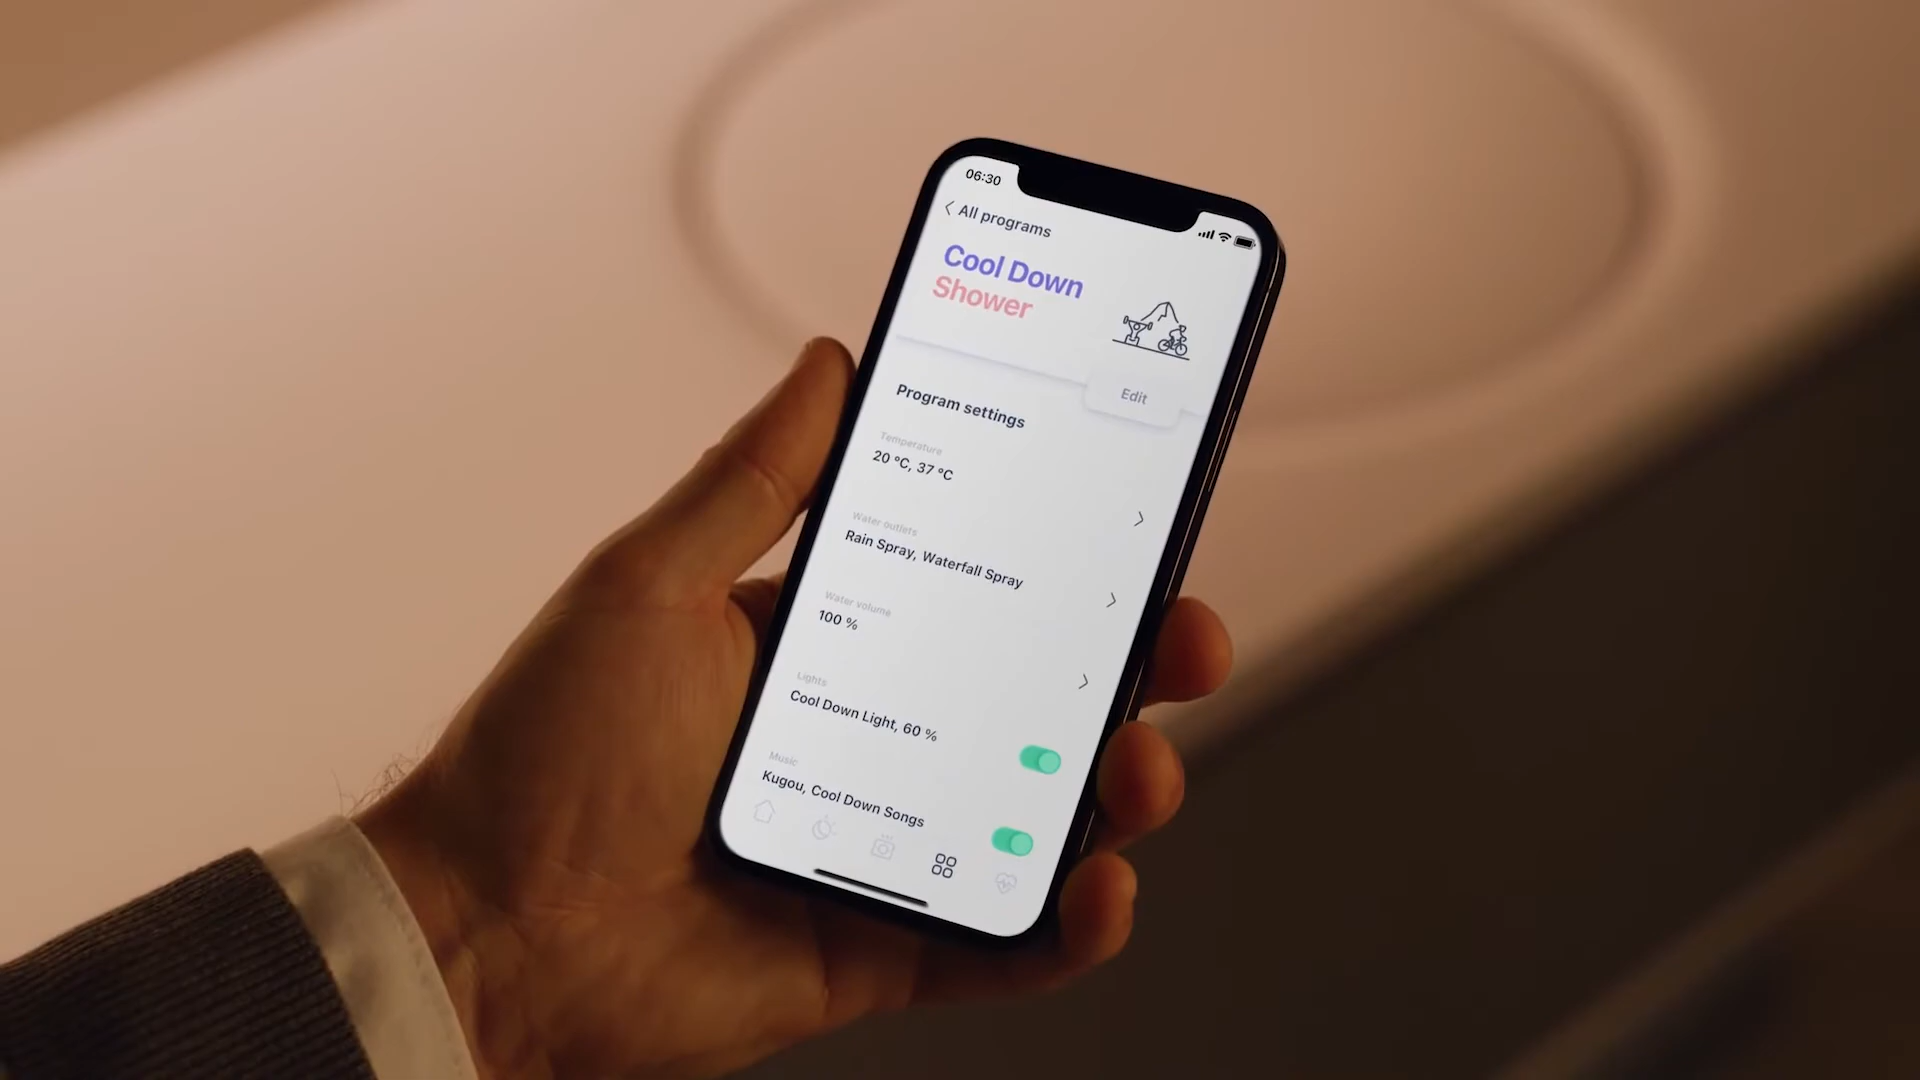 06:30
All programs
Cool Down
Shower
Edit
Program settings
Temperature
20 °C, 37 °C
Water outlets
Rain Spray, Waterfall Spray
Water volume
100 %
Lights
Cool Down Light, 60 %
Music
Kugou, Cool Down Songs